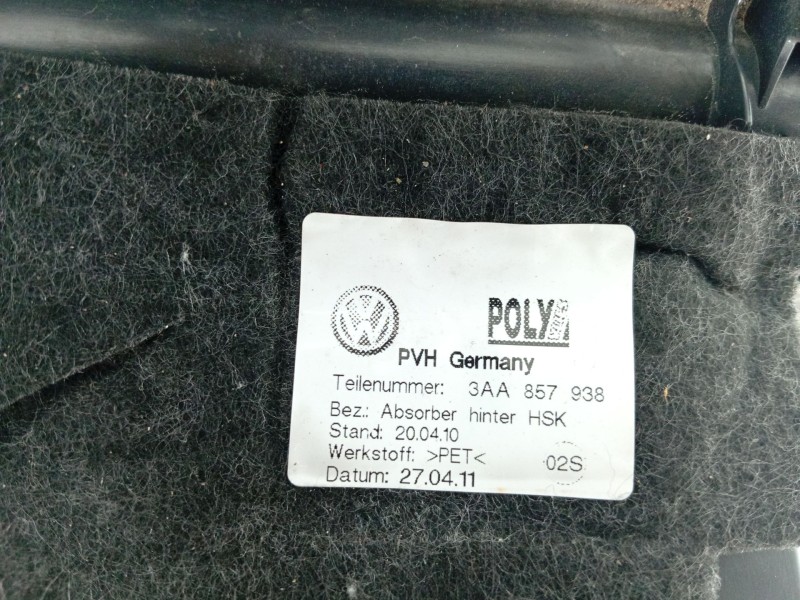 POLY
PVH Germany
Teilenummer: 3AA 857 938
Bez.: Absorber hinter HSK
Stand: 20.04.10
Werkstoff: >PET< 02S
Datum: 27.04.11